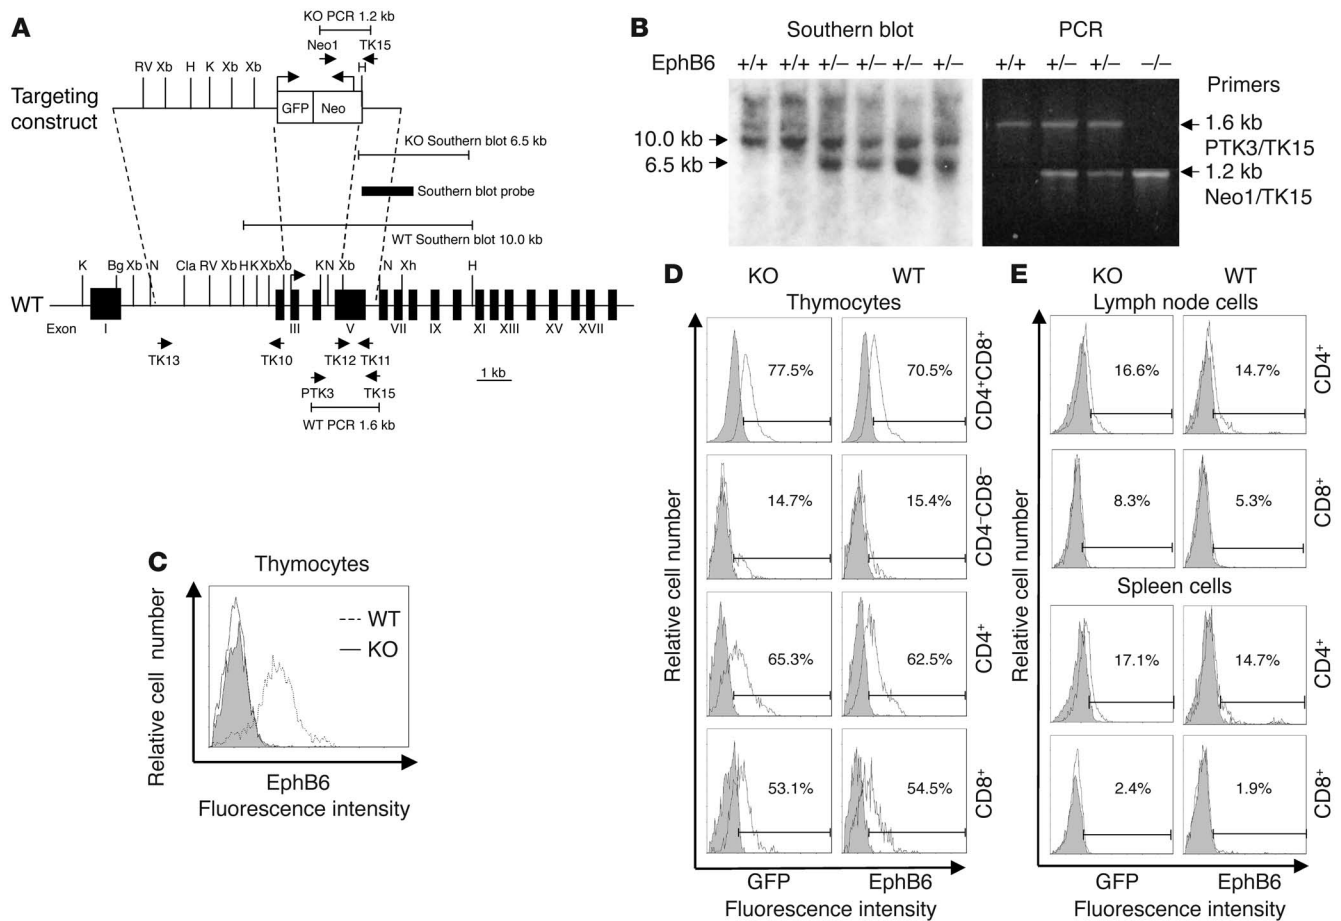 A
KO PCR 1.2 kb
Neo1 TK15
RV Xb H K Xb Xb H
Targeting
construct
GFP Neo
KO Southern blot 6.5 kb
Southern blot probe
WT Southern blot 10.0 kb
K Bg Xb N Cla RV Xb H K Xb Xb K N Xb N Xh H
WT
Exon I III V VII IX XI XIII XV XVII
TK13 TK10 TK12 TK11
PTK3 TK15
WT PCR 1.6 kb
1 kb
B
Southern blot PCR
EphB6 +/+ +/+ +/– +/– +/– +/– +/+ +/– +/– –/–
Primers
10.0 kb
6.5 kb
1.6 kb
PTK3/TK15
1.2 kb
Neo1/TK15
C
Thymocytes
Relative cell number
WT
KO
EphB6
Fluorescence intensity
D
KO WT
Thymocytes
Relative cell number
77.5% 70.5% CD4+CD8+
14.7% 15.4% CD4–CD8–
65.3% 62.5% CD4+
53.1% 54.5% CD8+
GFP EphB6
Fluorescence intensity
E
KO WT
Lymph node cells
Relative cell number
16.6% 14.7% CD4+
8.3% 5.3% CD8+
Spleen cells
17.1% 14.7% CD4+
2.4% 1.9% CD8+
GFP EphB6
Fluorescence intensity